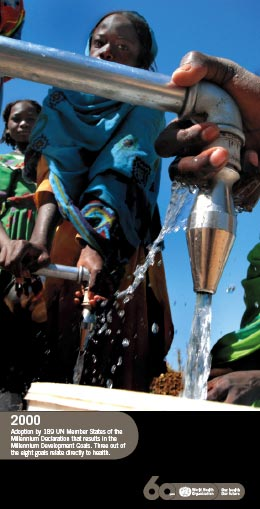 2000
Adoption by 189 UN Member States of the
Millennium Declaration that results in the
Millennium Development Goals. Three out of
the eight goals relate directly to health.
60
World Health
Organization
Our health
Our future